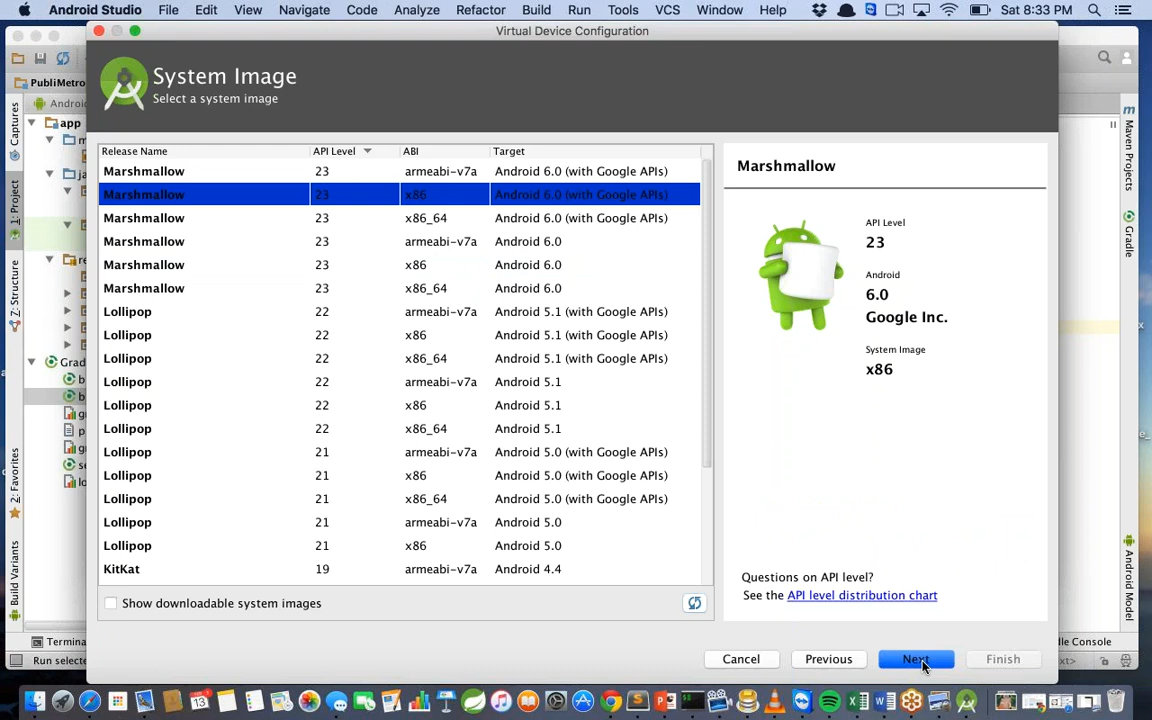 Android Studio File Edit View Navigate Code Analyze Refactor Build Run Tools VCS Window Help Sat 8:33 PM
Virtual Device Configuration
System Image
Select a system image
PubliMetro
Android
app
Captures
1: Project
7: Structure
2: Favorites
Build Variants
Grad
Termina
Run selecte
Release Name API Level ABI Target
Marshmallow 23 armeabi-v7a Android 6.0 (with Google APIs)
Marshmallow 23 x86 Android 6.0 (with Google APIs)
Marshmallow 23 x86_64 Android 6.0 (with Google APIs)
Marshmallow 23 armeabi-v7a Android 6.0
Marshmallow 23 x86 Android 6.0
Marshmallow 23 x86_64 Android 6.0
Lollipop 22 armeabi-v7a Android 5.1 (with Google APIs)
Lollipop 22 x86 Android 5.1 (with Google APIs)
Lollipop 22 x86_64 Android 5.1 (with Google APIs)
Lollipop 22 armeabi-v7a Android 5.1
Lollipop 22 x86 Android 5.1
Lollipop 22 x86_64 Android 5.1
Lollipop 21 armeabi-v7a Android 5.0 (with Google APIs)
Lollipop 21 x86 Android 5.0 (with Google APIs)
Lollipop 21 x86_64 Android 5.0 (with Google APIs)
Lollipop 21 armeabi-v7a Android 5.0
Lollipop 21 x86 Android 5.0
KitKat 19 armeabi-v7a Android 4.4
Show downloadable system images
Marshmallow
API Level
23
Android
6.0
Google Inc.
System Image
x86
Questions on API level?
See the API level distribution chart
Cancel Previous Next Finish
Maven Projects
Gradle
Android Model
dle Console